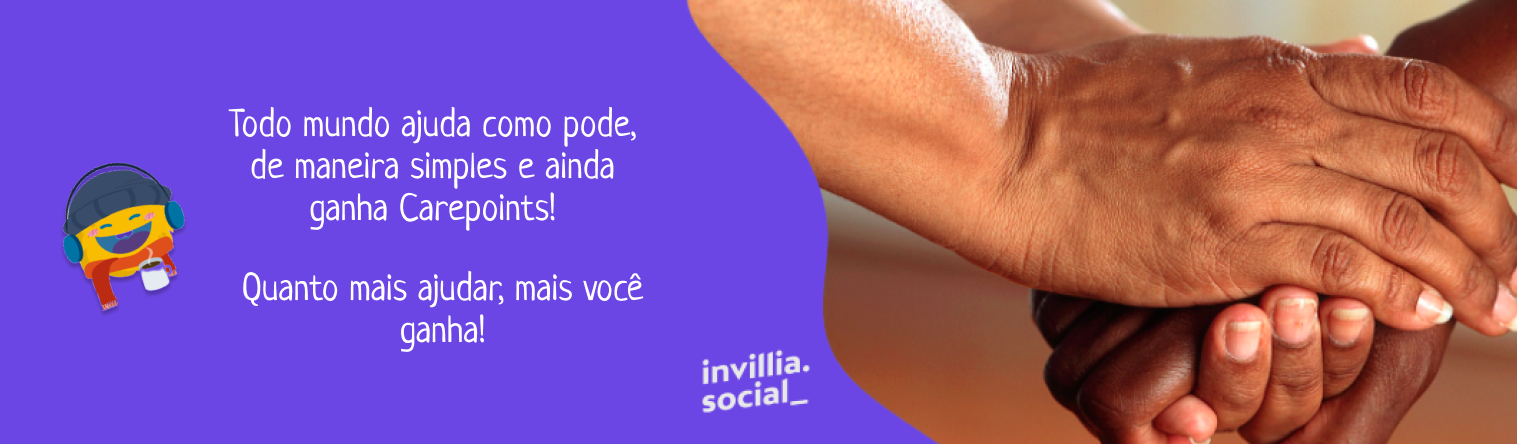 Todo mundo ajuda como pode,
de maneira simples e ainda
ganha Carepoints!
Quanto mais ajudar, mais você
ganha!
invillia.
social_